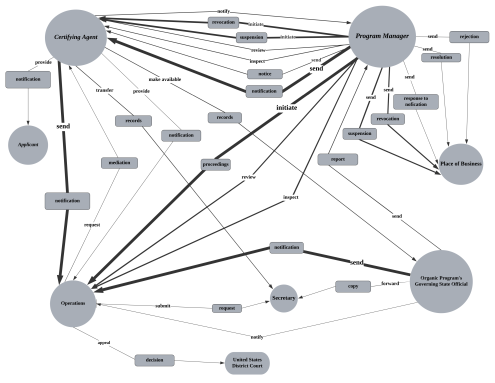 notify
revocation
initiate
Certifying Agent
Program Manager
suspension
initiate
send
rejection
review
send
resolution
inspect
send
provide
notice
send
send
notification
make available
notification
send
response to
notification
transfer
provide
send
initiate
records
records
revocation
send
notification
suspension
Applicant
mediation
proceedings
report
Place of Business
review
notification
inspect
request
send
notification
send
Organic Program's
Governing State Official
copy
forward
Operations
Secretary
submit
request
notify
appeal
decision
United States
District Court